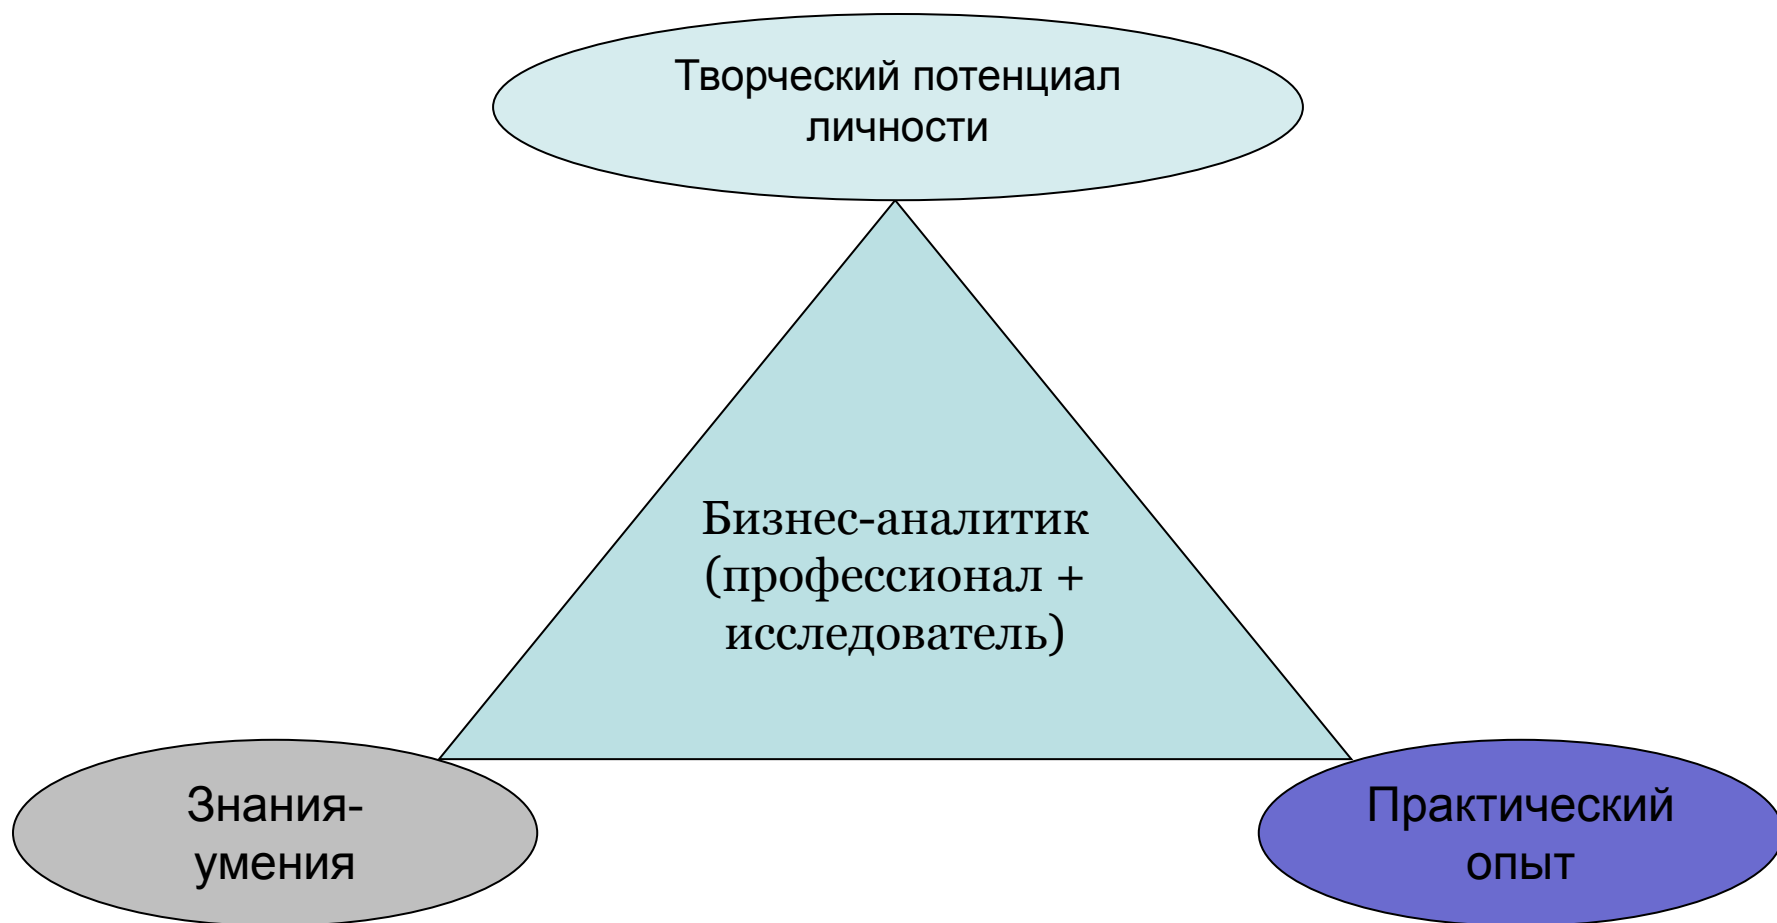 Творческий потенциал
личности
Бизнес-аналитик
(профессионал +
исследователь)
Знания-
умения
Практический
опыт